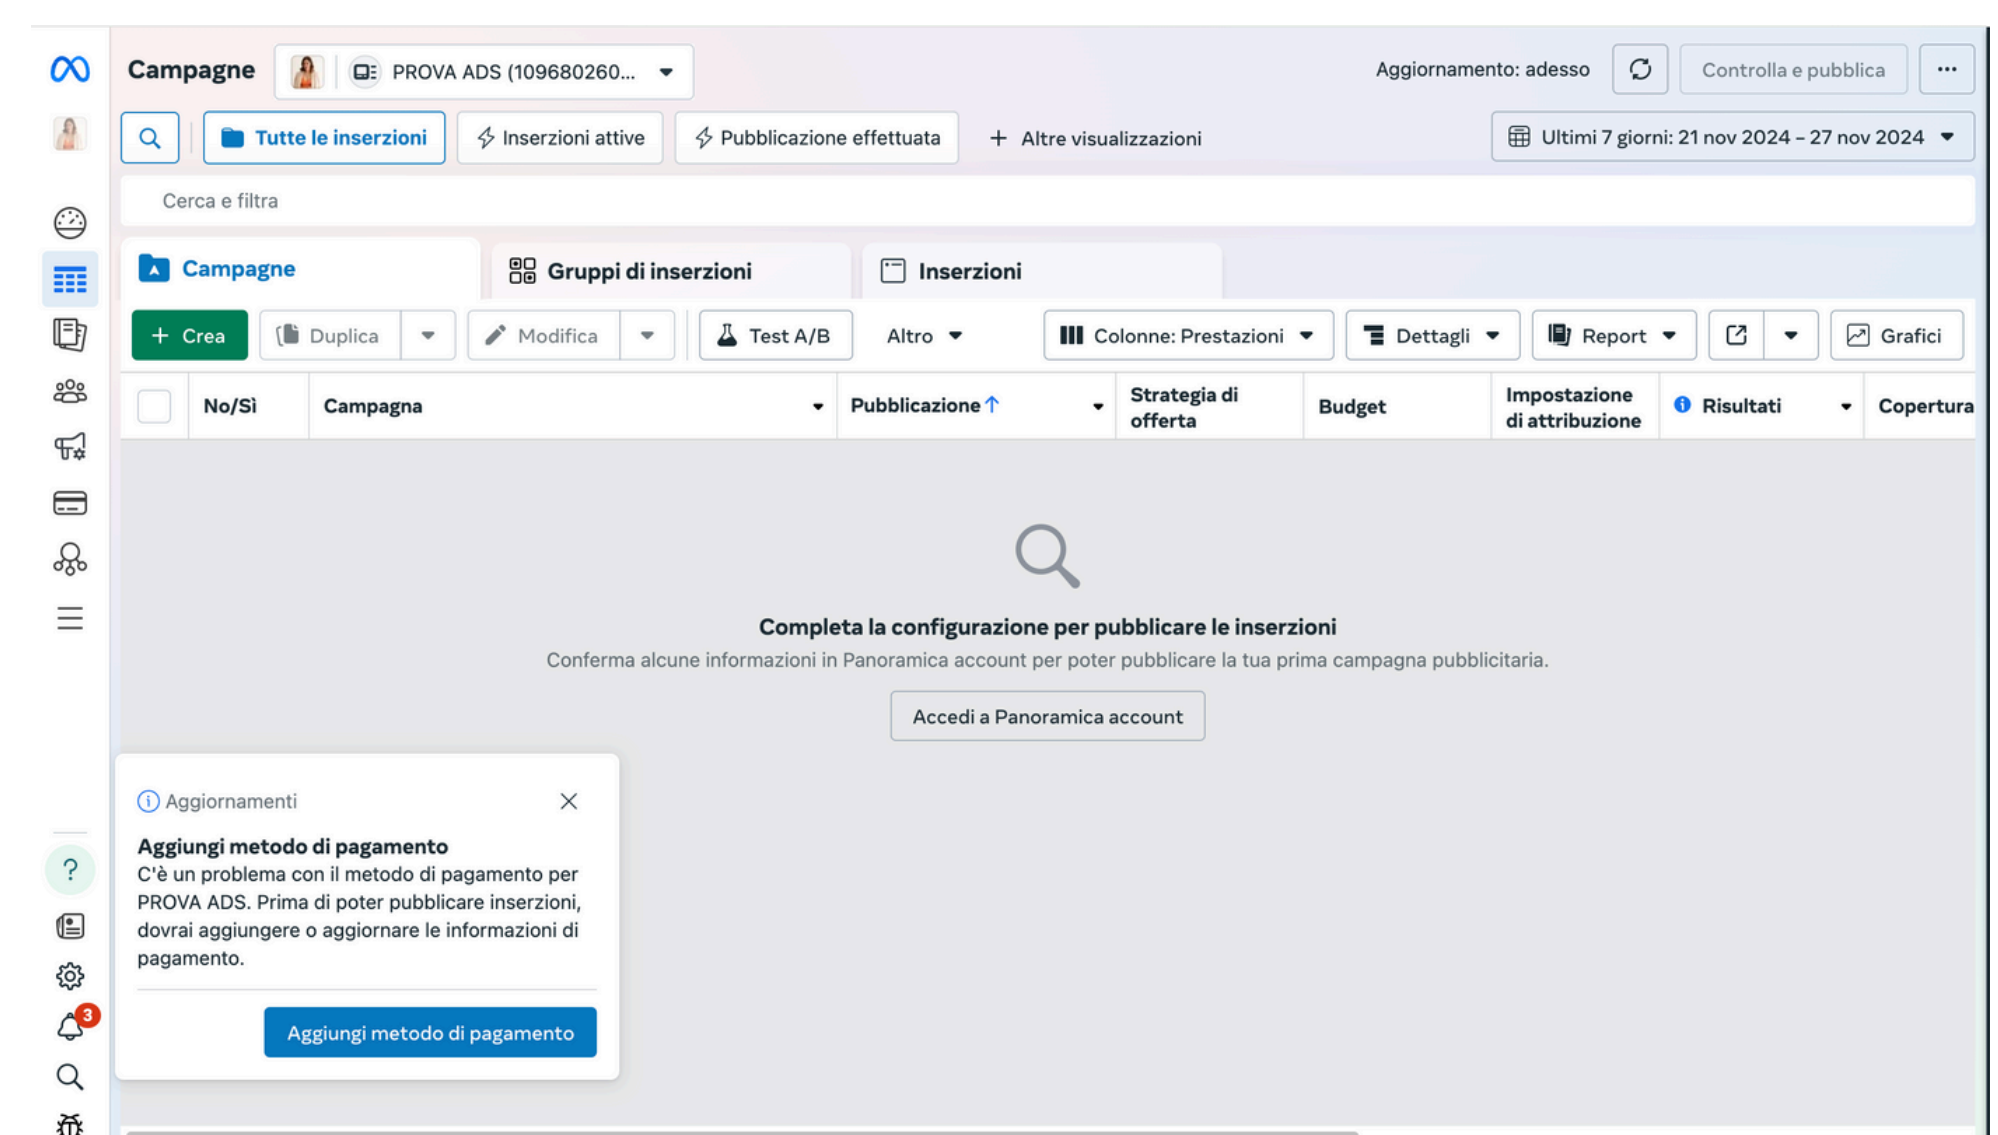 Campagne
PROVA ADS (109680260...
Aggiornamento: adesso
Controlla e pubblica
Tutte le inserzioni
Inserzioni attive
Pubblicazione effettuata
+ Altre visualizzazioni
Ultimi 7 giorni: 21 nov 2024 – 27 nov 2024
Cerca e filtra
Campagne
Gruppi di inserzioni
Inserzioni
+ Crea
Duplica
Modifica
Test A/B
Altro
Colonne: Prestazioni
Dettagli
Report
Grafici
No/Sì
Campagna
Pubblicazione↑
Strategia di
offerta
Budget
Impostazione
di attribuzione
Risultati
Copertura
Completa la configurazione per pubblicare le inserzioni
Conferma alcune informazioni in Panoramica account per poter pubblicare la tua prima campagna pubblicitaria.
Accedi a Panoramica account
Aggiornamenti
Aggiungi metodo di pagamento
C'è un problema con il metodo di pagamento per
PROVA ADS. Prima di poter pubblicare inserzioni,
dovrai aggiungere o aggiornare le informazioni di
pagamento.
Aggiungi metodo di pagamento
?
3